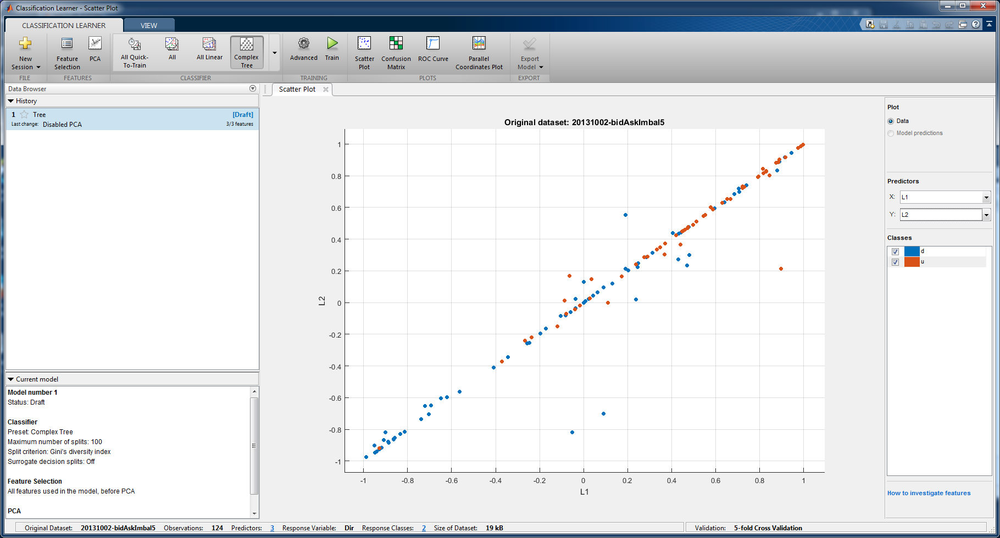 Classification Learner - Scatter Plot
CLASSIFICATION LEARNER
VIEW
New
Session
Feature
Selection
PCA
All Quick-
To-Train
All
All Linear
Complex
Tree
Advanced
Train
Scatter
Plot
Confusion
Matrix
ROC Curve
Parallel
Coordinates Plot
Export
Model
FILE
FEATURES
CLASSIFIER
TRAINING
PLOTS
EXPORT
Data Browser
History
1 Tree [Draft]
Last change: Disabled PCA 3/3 features
Current model
Model number 1
Status: Draft
Classifier
Preset: Complex Tree
Maximum number of splits: 100
Split criterion: Gini's diversity index
Surrogate decision splits: Off
Feature Selection
All features used in the model, before PCA
PCA
Scatter Plot
Original dataset: 20131002-bidAskImbal5
1
0.8
0.6
0.4
0.2
0
-0.2
-0.4
-0.6
-0.8
-1
L2
-1 -0.8 -0.6 -0.4 -0.2 0 0.2 0.4 0.6 0.8 1
L1
Plot
Data
Model predictions
Predictors
X: L1
Y: L2
Classes
d
u
How to investigate features
Original Dataset: 20131002-bidAskImbal5 Observations: 124 Predictors: 3 Response Variable: Dir Response Classes: 2 Size of Dataset: 19 kB Validation: 5-fold Cross Validation